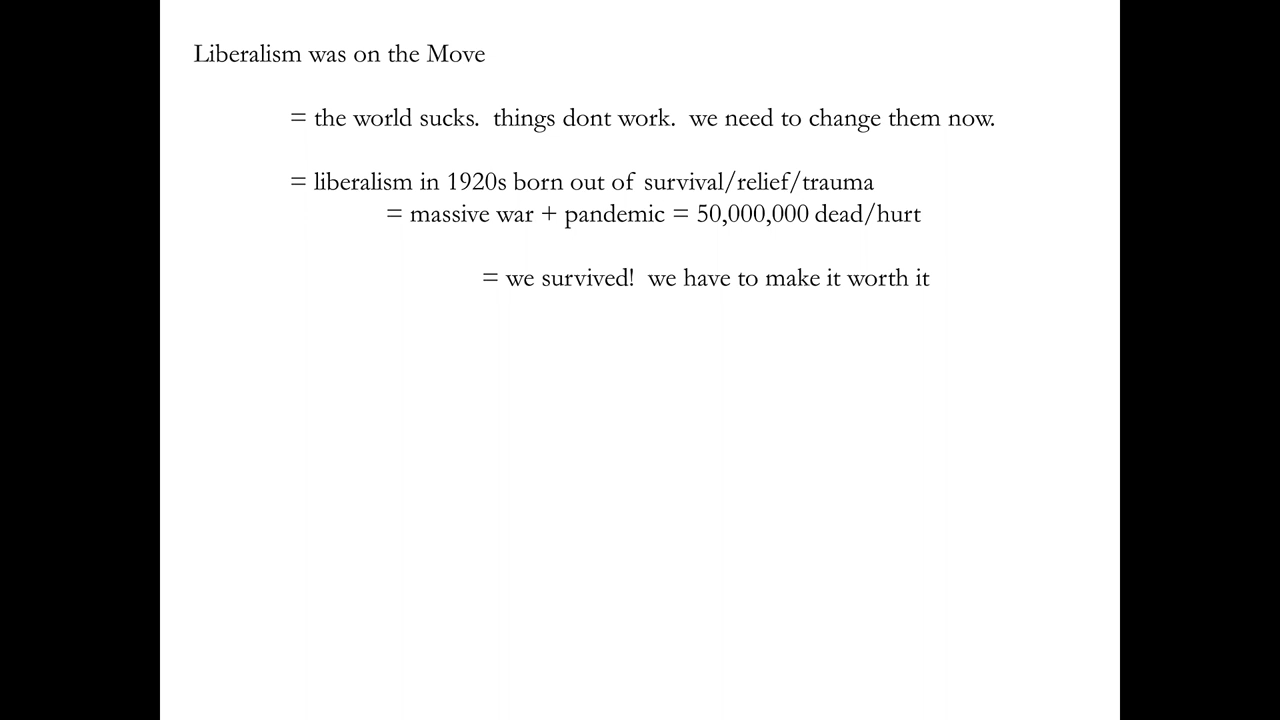 Liberalism was on the Move
= the world sucks.  things dont work.  we need to change them now.
= liberalism in 1920s born out of survival/relief/trauma
= massive war + pandemic = 50,000,000 dead/hurt
= we survived!  we have to make it worth it